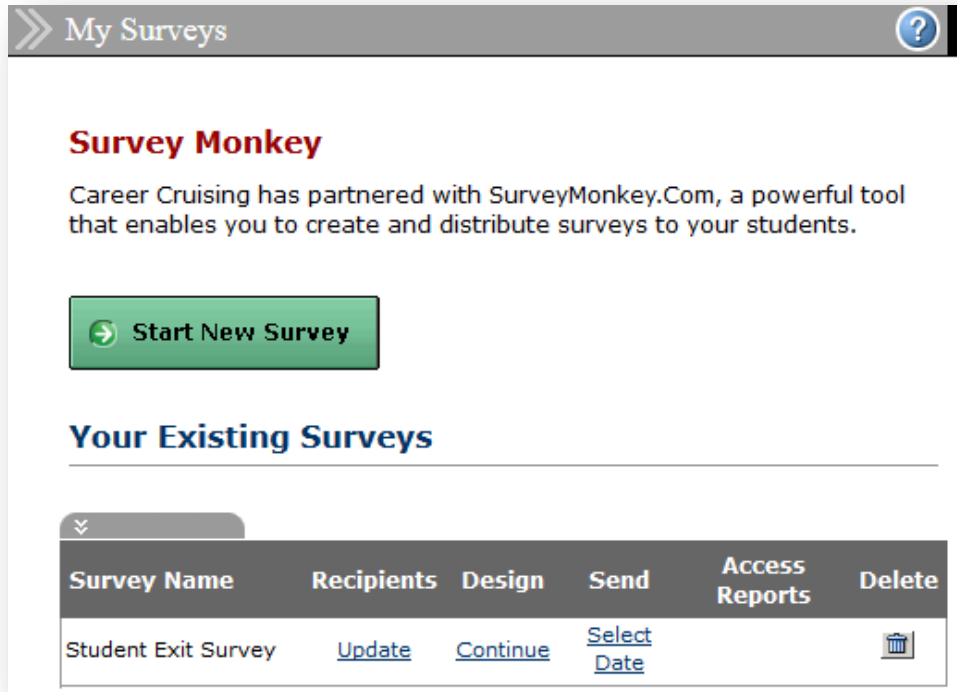 My Surveys
?
Survey Monkey
Career Cruising has partnered with SurveyMonkey.Com, a powerful tool
that enables you to create and distribute surveys to your students.
Start New Survey
Your Existing Surveys
Survey Name Recipients Design Send Access Reports Delete
Student Exit Survey Update Continue Select Date